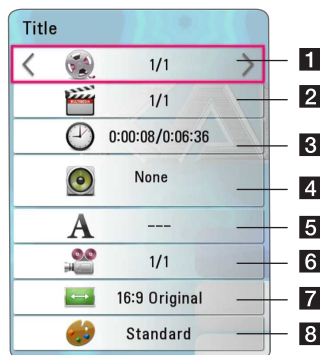 Title
1/1 1
1/1 2
0:00:08/0:06:36 3
None 4
A --- 5
1/1 6
16:9 Original 7
Standard 8